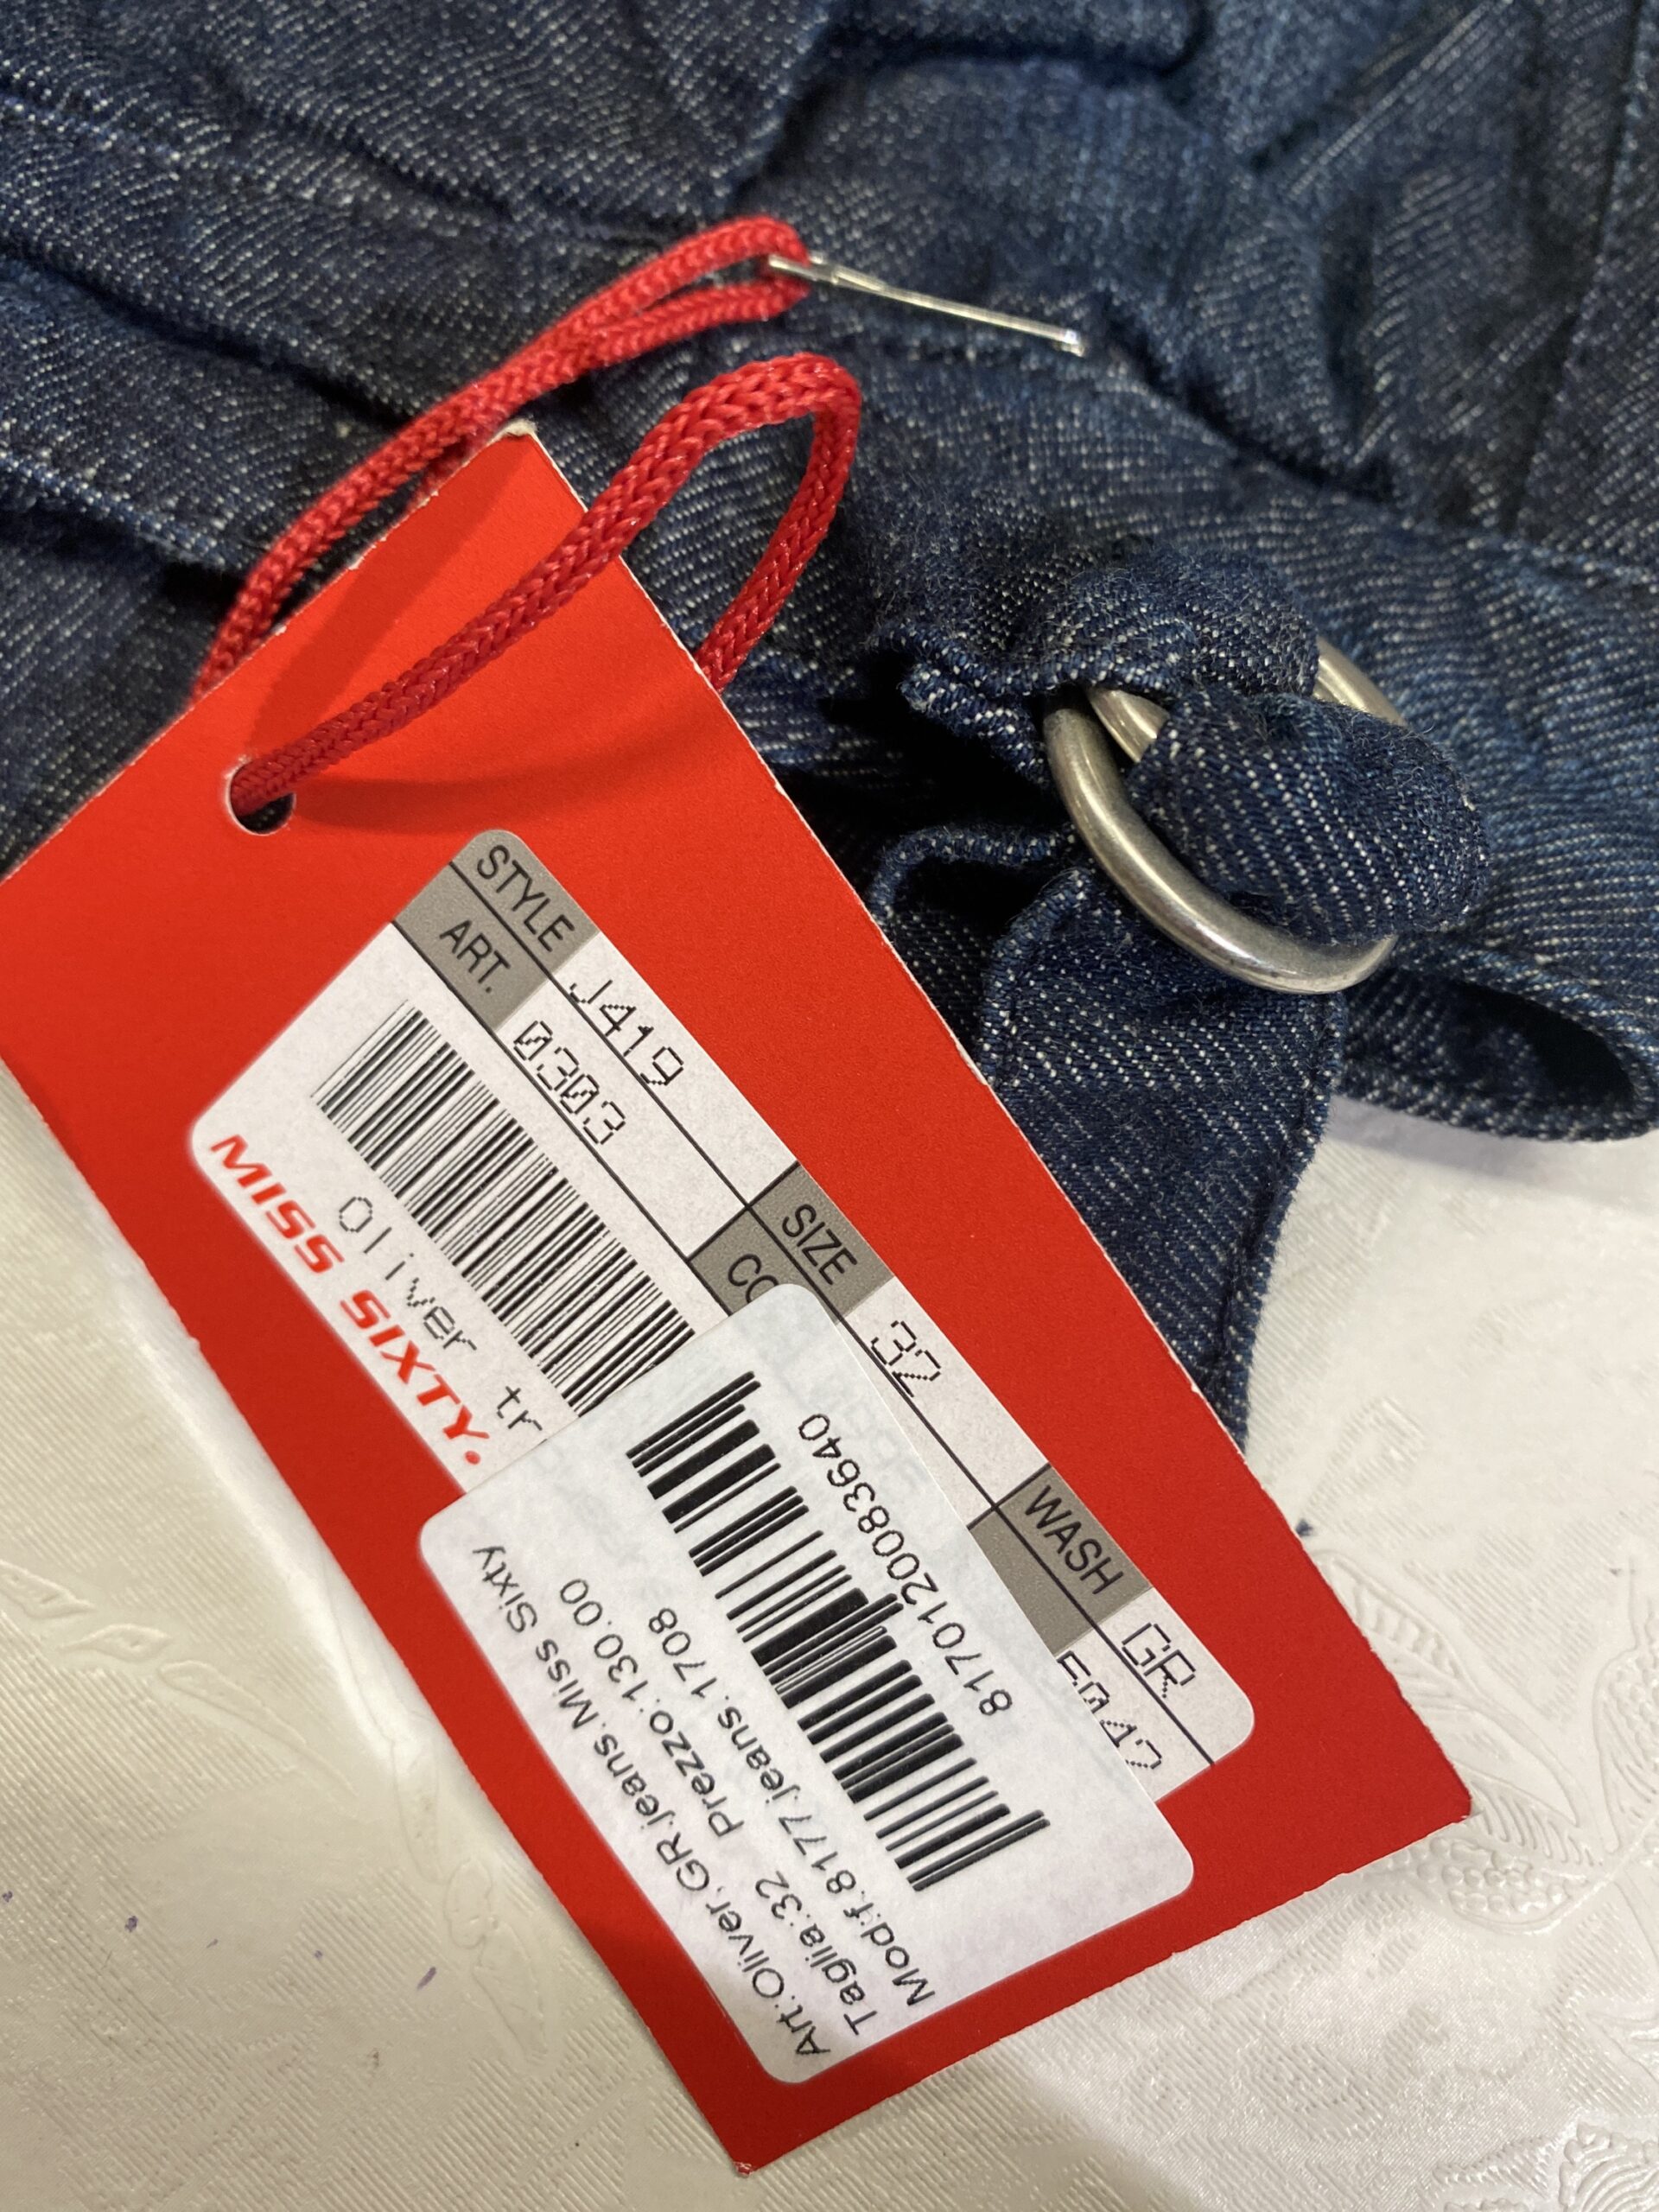 STYLE J419 SIZE 32 WASH GR
ART. 0303
Oliver tr
MISS SIXTY.
8170120083640
Art:Oliver.GR.jeans.Miss Sixty
Taglia:32 Prezzo:130.00
Mod:f.8177.jeans.1708